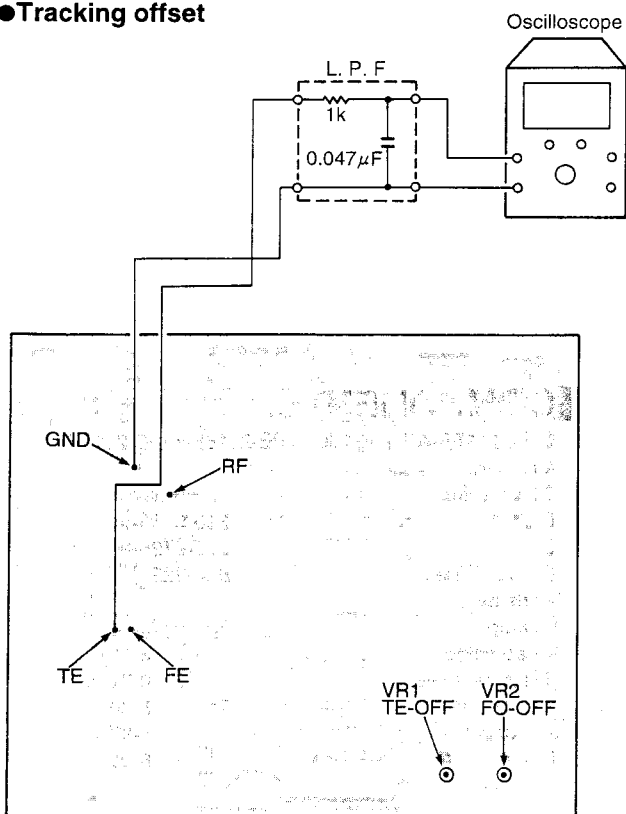 ●Tracking offset
Oscilloscope
L. P. F
1k
0.047μF
GND
RF
TE
FE
VR1
TE-OFF
VR2
FO-OFF